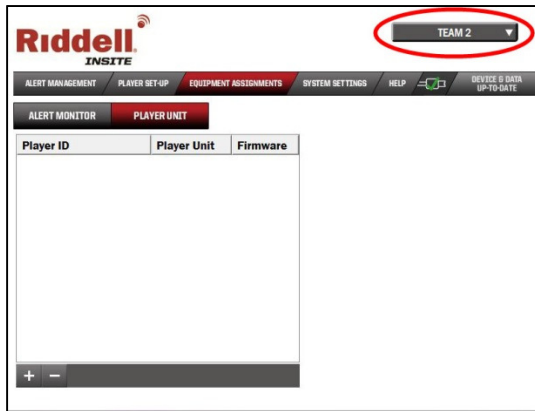 Riddell
INSITE
TEAM 2
ALERT MANAGEMENT
PLAYER SET-UP
EQUIPMENT ASSIGNMENTS
SYSTEM SETTINGS
HELP
DEVICE & DATA
UP-TO-DATE
ALERT MONITOR
PLAYER UNIT
Player ID
Player Unit
Firmware
+
−